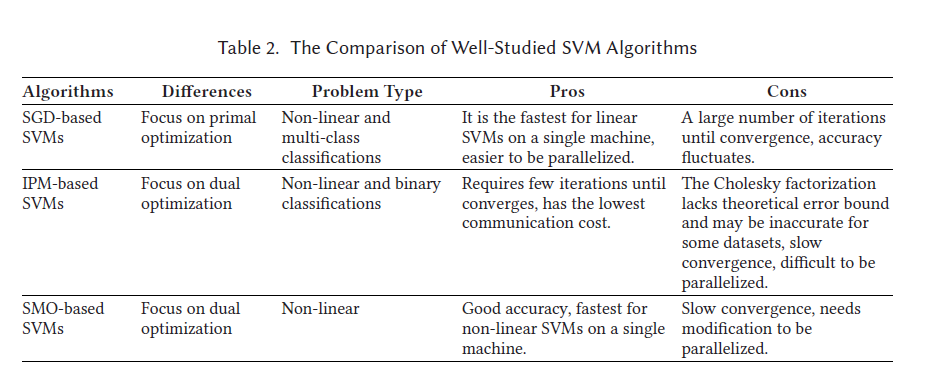 Table 2. The Comparison of Well-Studied SVM Algorithms
Algorithms Differences Problem Type Pros Cons
SGD-based Focus on primal Non-linear and It is the fastest for linear A large number of iterations
SVMs optimization multi-class SVMs on a single machine, until convergence, accuracy
classifications easier to be parallelized. fluctuates.
IPM-based Focus on dual Non-linear and binary Requires few iterations until The Cholesky factorization
SVMs optimization classifications converges, has the lowest lacks theoretical error bound
communication cost. and may be inaccurate for
some datasets, slow
convergence, difficult to be
parallelized.
SMO-based Focus on dual Non-linear Good accuracy, fastest for Slow convergence, needs
SVMs optimization non-linear SVMs on a single modification to be
machine. parallelized.